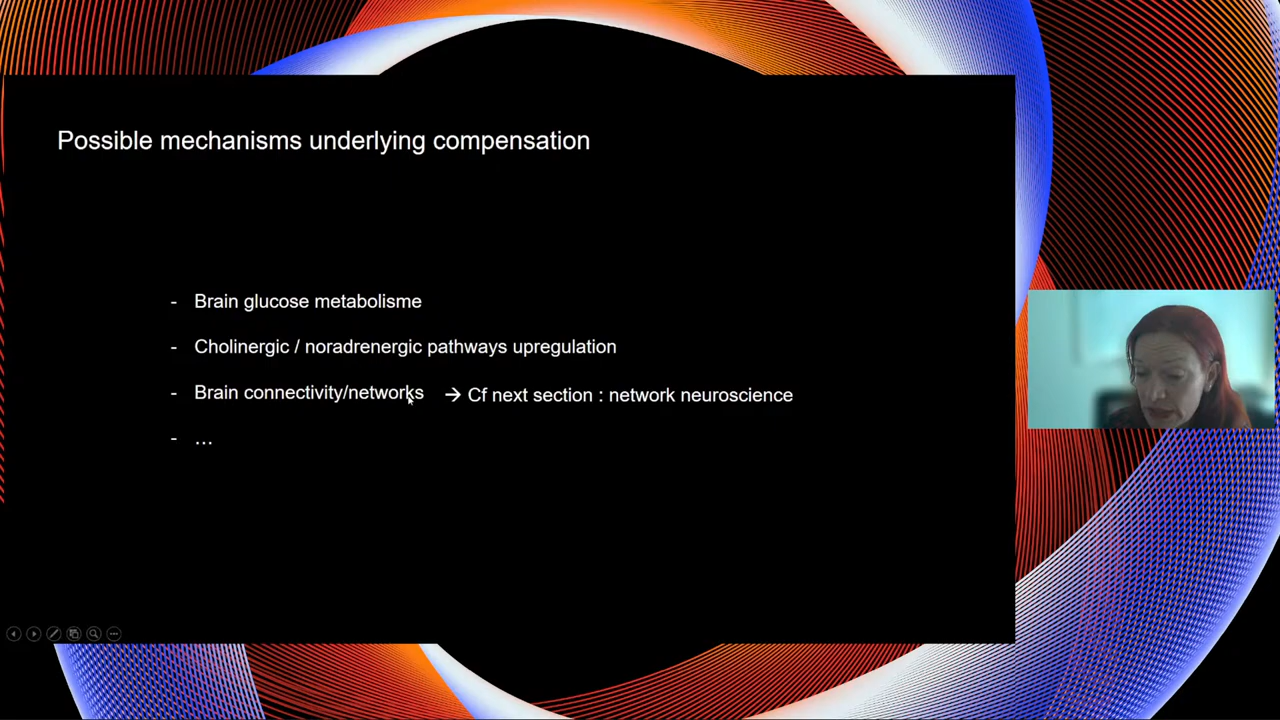 Possible mechanisms underlying compensation
- Brain glucose metabolisme
- Cholinergic / noradrenergic pathways upregulation
- Brain connectivity/networks → Cf next section : network neuroscience
- ...